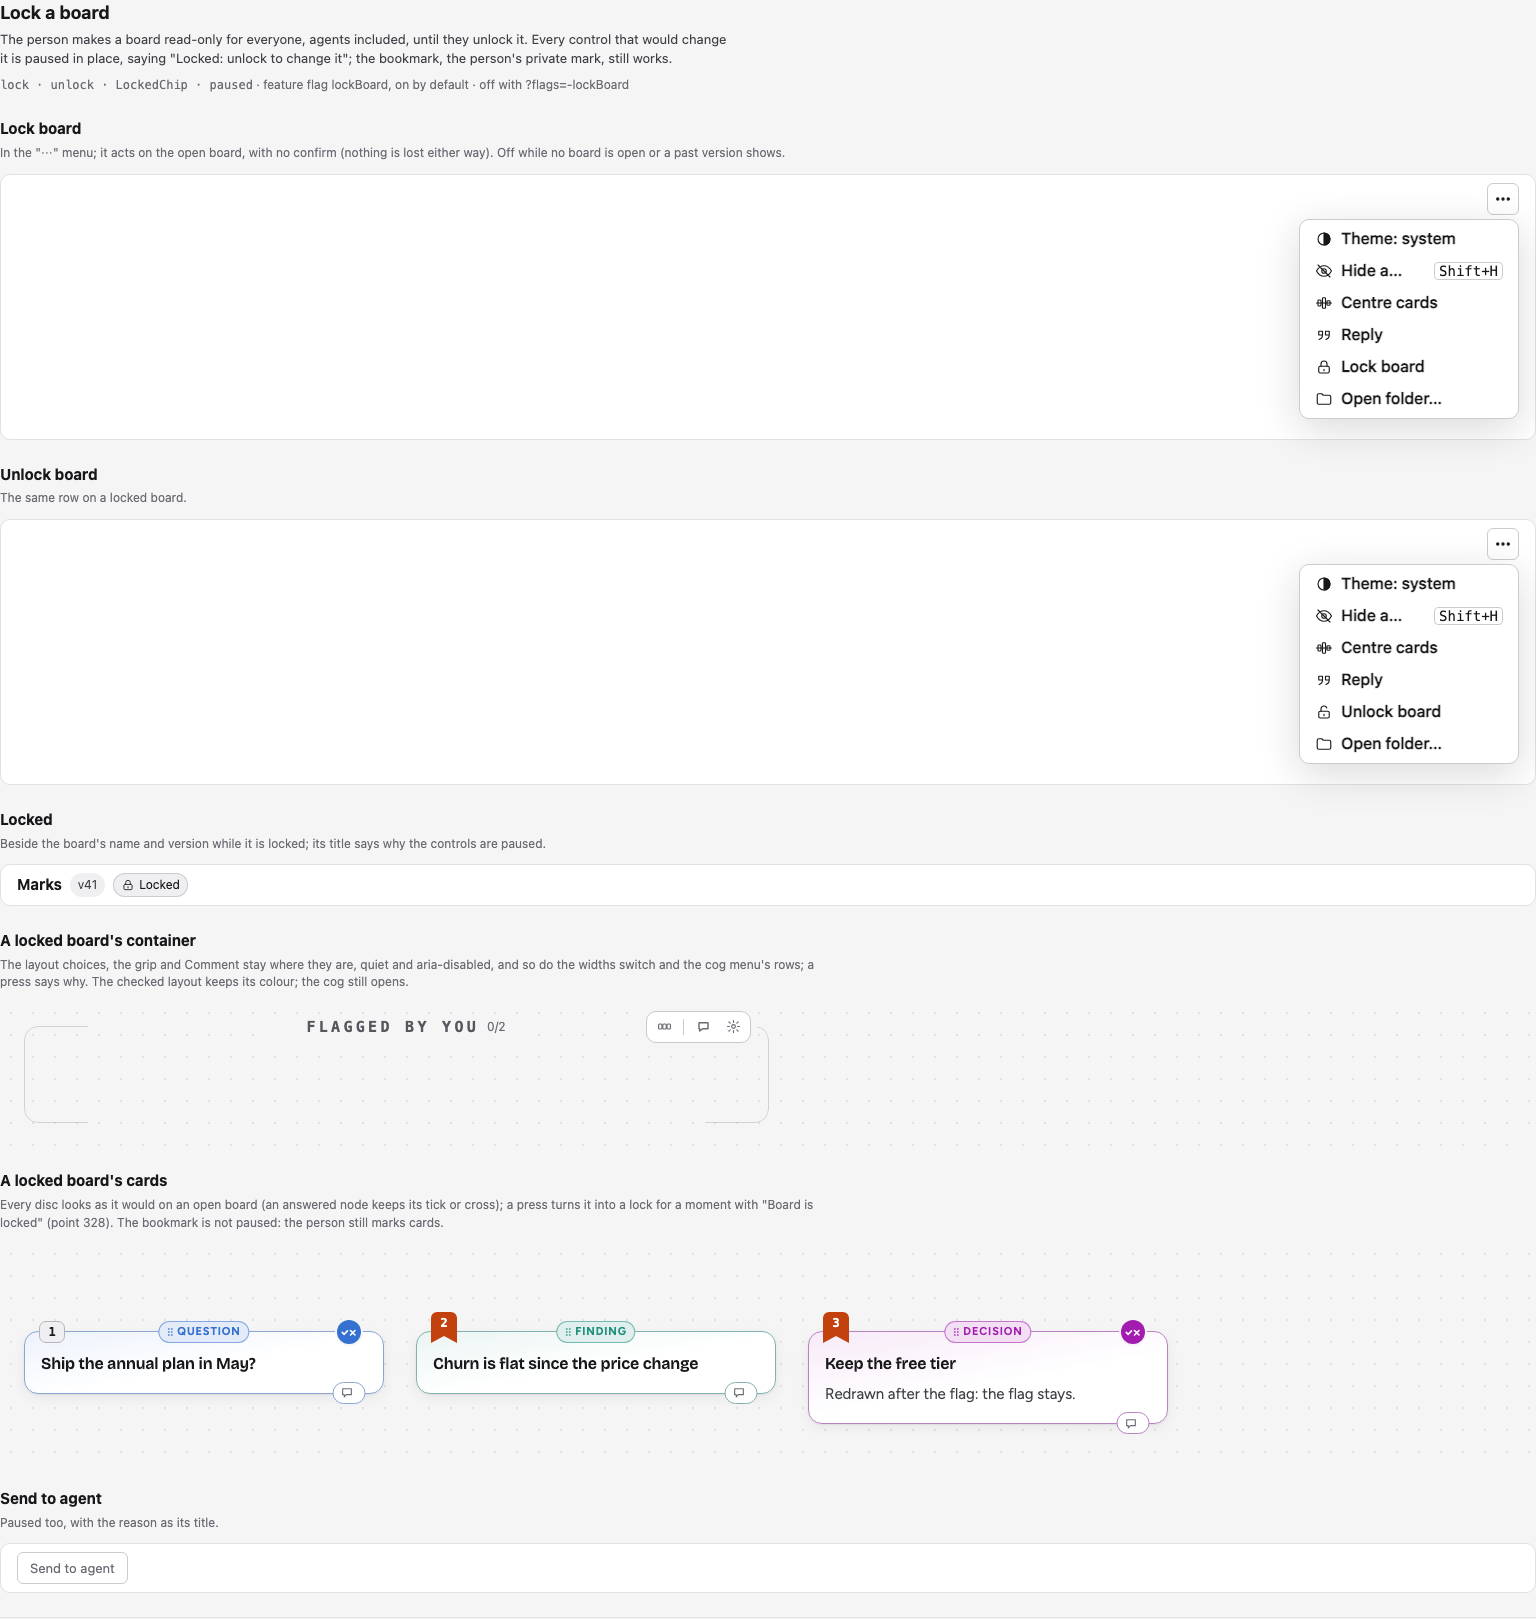 Lock a board
The person makes a board read-only for everyone, agents included, until they unlock it. Every control that would change
it is paused in place, saying "Locked: unlock to change it"; the bookmark, the person's private mark, still works.
lock · unlock · LockedChip · paused · feature flag lockBoard, on by default · off with ?flags=-lockBoard
Lock board
In the "···" menu; it acts on the open board, with no confirm (nothing is lost either way). Off while no board is open or a past version shows.
Theme: system
Hide a... Shift+H
Centre cards
Reply
Lock board
Open folder...
Unlock board
The same row on a locked board.
Theme: system
Hide a... Shift+H
Centre cards
Reply
Unlock board
Open folder...
Locked
Beside the board's name and version while it is locked; its title says why the controls are paused.
Marks v41 Locked
A locked board's container
The layout choices, the grip and Comment stay where they are, quiet and aria-disabled, and so do the widths switch and the cog menu's rows; a
press says why. The checked layout keeps its colour; the cog still opens.
FLAGGED BY YOU 0/2
A locked board's cards
Every disc looks as it would on an open board (an answered node keeps its tick or cross); a press turns it into a lock for a moment with "Board is
locked" (point 328). The bookmark is not paused: the person still marks cards.
1 QUESTION
Ship the annual plan in May?
2 FINDING
Churn is flat since the price change
3 DECISION
Keep the free tier
Redrawn after the flag: the flag stays.
Send to agent
Paused too, with the reason as its title.
Send to agent